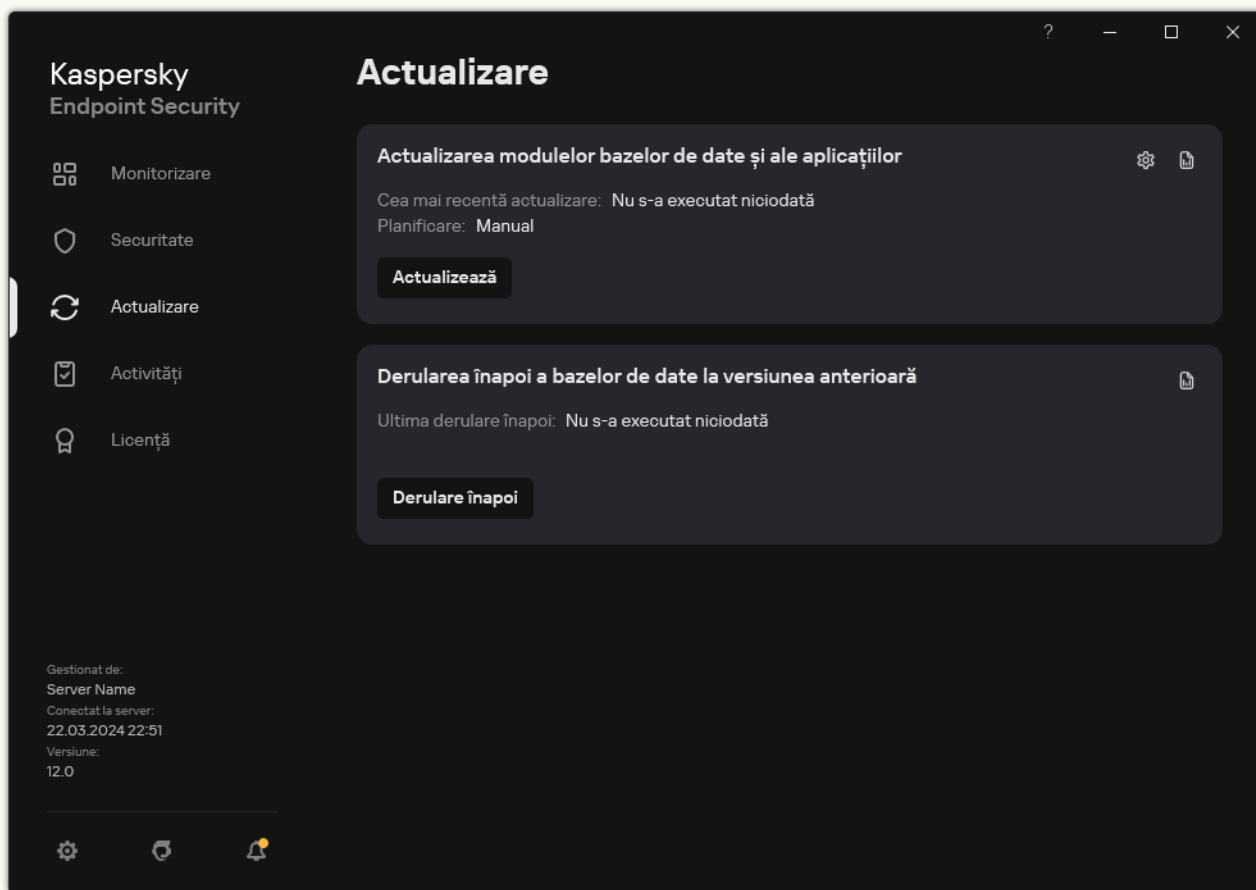 ?
Kaspersky
Endpoint Security
Monitorizare
Securitate
Actualizare
Activități
Licență
Gestionat de:
Server Name
Conectat la server:
22.03.2024 22:51
Versiune:
12.0
Actualizare
Actualizarea modulelor bazelor de date și ale aplicațiilor
Cea mai recentă actualizare: Nu s-a executat niciodată
Planificare: Manual
Actualizează
Derularea înapoi a bazelor de date la versiunea anterioară
Ultima derulare înapoi: Nu s-a executat niciodată
Derulare înapoi